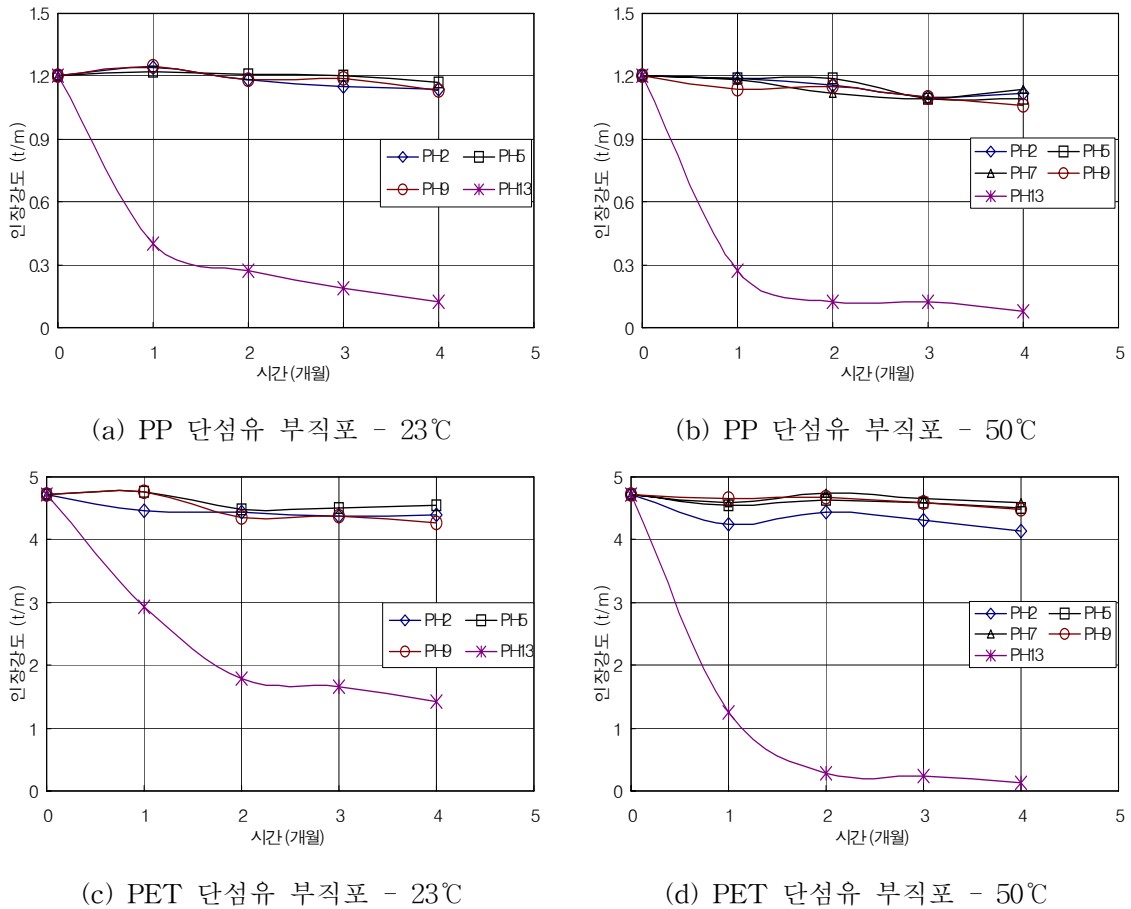 1.5
1.2
0.9
0.6
0.3
0
0 1 2 3 4 5
시간 (개월)
인장강도 (t/m)
PH2 PH5
PH9 PH13
(a) PP 단섬유 부직포 - 23℃
1.5
1.2
0.9
0.6
0.3
0
0 1 2 3 4 5
시간 (개월)
인장강도 (t/m)
PH2 PH5
PH7 PH9
PH13
(b) PP 단섬유 부직포 - 50℃
5
4
3
2
1
0
0 1 2 3 4 5
시간 (개월)
인장강도 (t/m)
PH2 PH5
PH9 PH13
(c) PET 단섬유 부직포 - 23℃
5
4
3
2
1
0
0 1 2 3 4 5
시간 (개월)
인장강도 (t/m)
PH2 PH5
PH7 PH9
PH13
(d) PET 단섬유 부직포 - 50℃